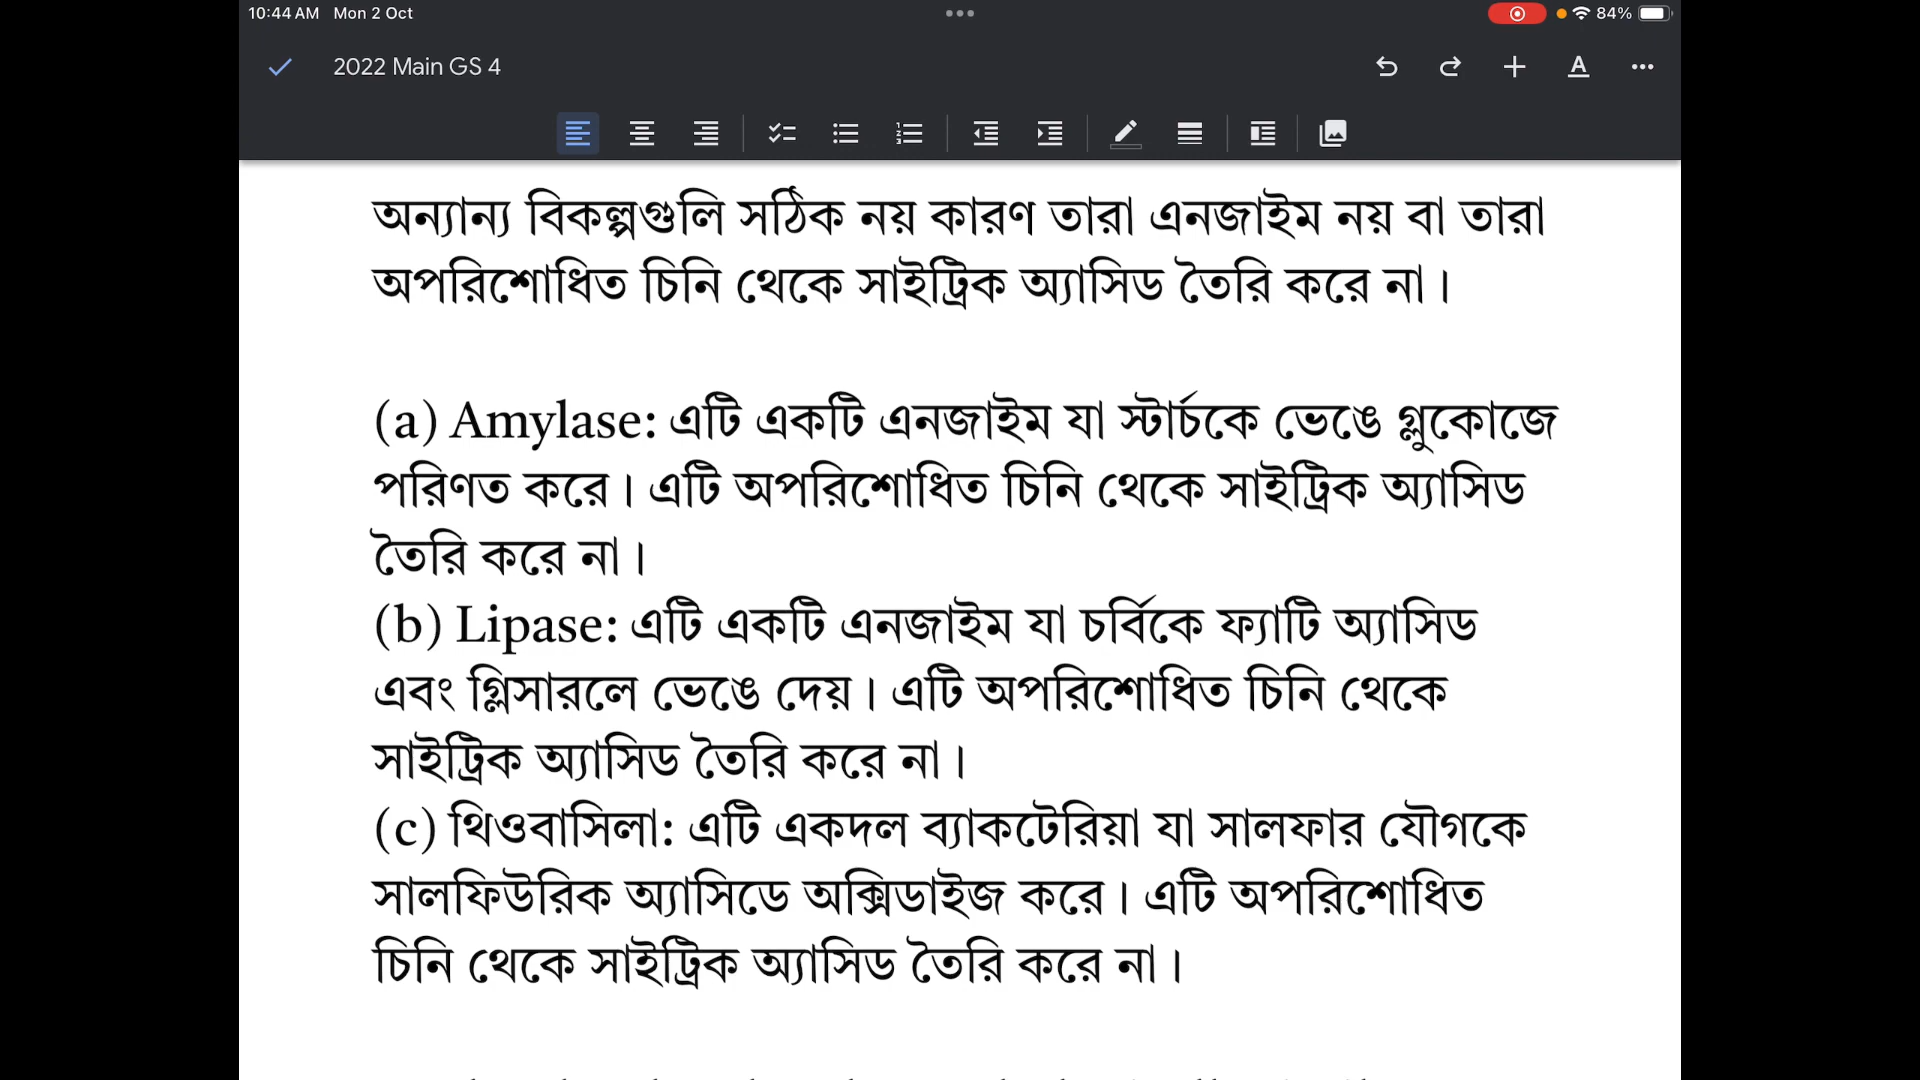 10:44 AM Mon 2 Oct
84%
2022 Main GS 4
অন্যান্য বিকল্পগুলি সঠিক নয় কারণ তারা এনজাইম নয় বা তারা
অপরিশোধিত চিনি থেকে সাইট্রিক অ্যাসিড তৈরি করে না।
(a) Amylase: এটি একটি এনজাইম যা স্টার্চকে ভেঙে গ্লুকোজে
পরিণত করে। এটি অপরিশোধিত চিনি থেকে সাইট্রিক অ্যাসিড
তৈরি করে না।
(b) Lipase: এটি একটি এনজাইম যা চর্বিকে ফ্যাটি অ্যাসিড
এবং গ্লিসারলে ভেঙে দেয়। এটি অপরিশোধিত চিনি থেকে
সাইট্রিক অ্যাসিড তৈরি করে না।
(c) থিওবাসিলা: এটি একদল ব্যাকটেরিয়া যা সালফার যৌগকে
সালফিউরিক অ্যাসিডে অক্সিডাইজ করে। এটি অপরিশোধিত
চিনি থেকে সাইট্রিক অ্যাসিড তৈরি করে না।